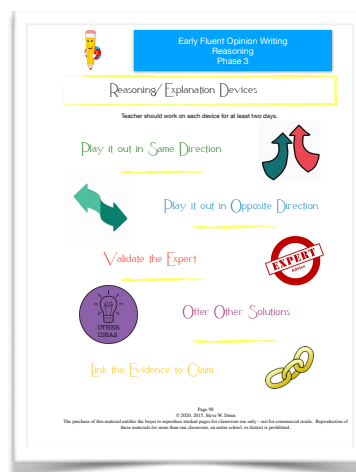 Early Fluent Opinion Writing
Reasoning
Phase 3
Reasoning/Explanation Devices
Teacher should work on each device for at least two days.
Play it out in Same Direction
Play it out in Opposite Direction
Validate the Expert
EXPERT
Advice
OTHER
IDEAS
Offer Other Solutions
Link the Evidence to Claim
Page 98
© 2020, 2015, Steve W. Dunn
The purchase of this material entitles the buyer to reproduce student pages for classroom use only—not for commercial resale. Reproduction of
these materials for more than one classroom, an entire school, or district is prohibited.